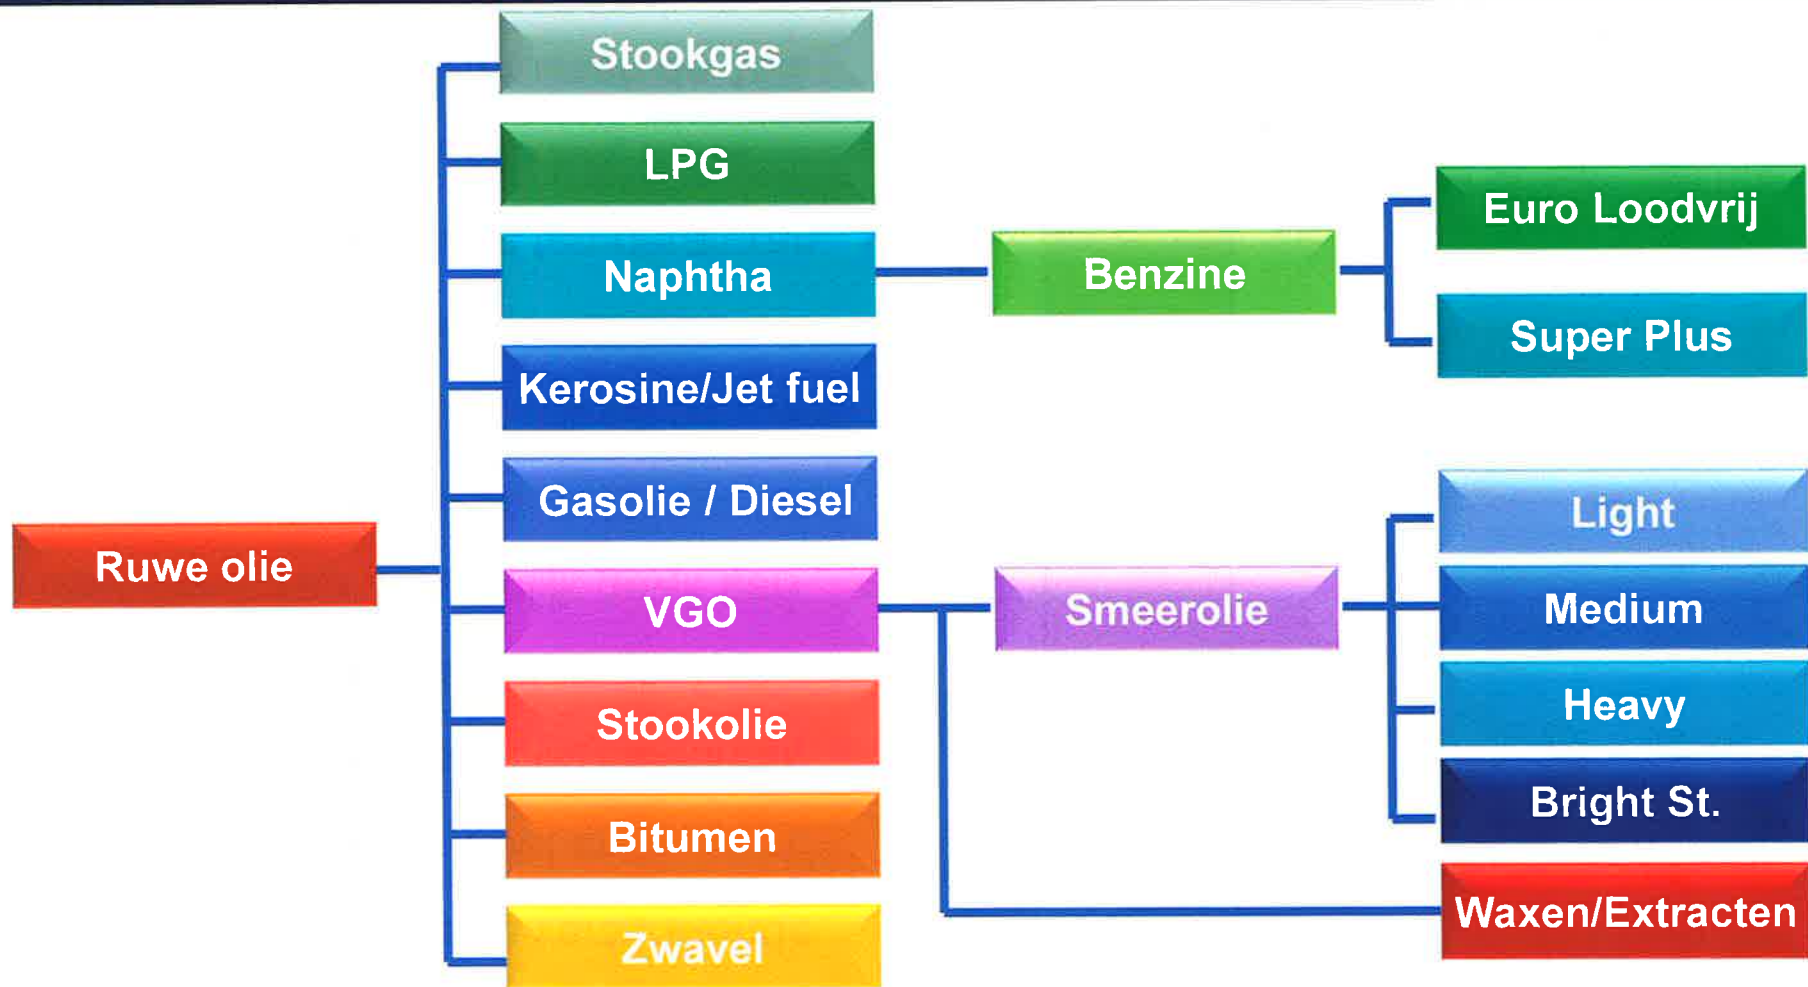 Stookgas
LPG
Naphtha
Kerosine/Jet fuel
Gasolie / Diesel
Ruwe olie
VGO
Stookolie
Bitumen
Zwavel
Benzine
Euro Loodvrij
Super Plus
Smeerolie
Light
Medium
Heavy
Bright St.
Waxen/Extracten